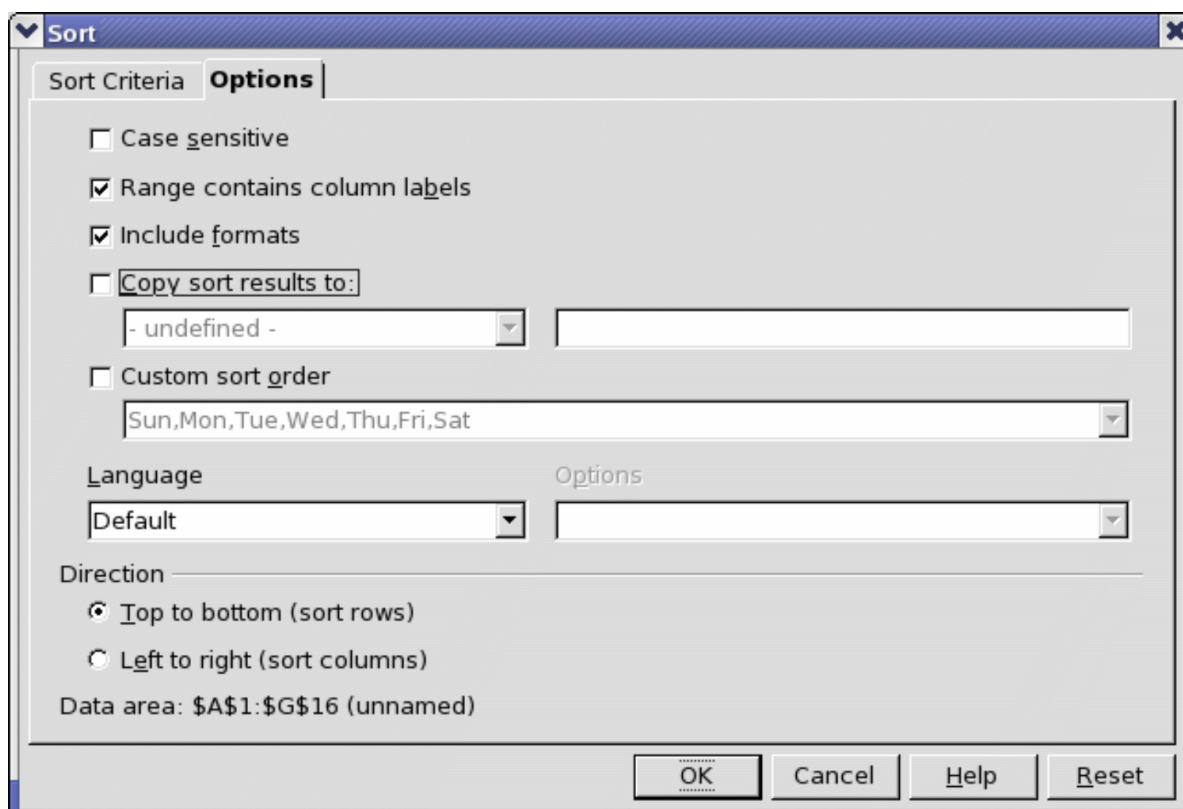 Sort
Sort Criteria Options
Case sensitive
Range contains column labels
Include formats
Copy sort results to:
- undefined -
Custom sort order
Sun,Mon,Tue,Wed,Thu,Fri,Sat
Language Options
Default
Direction
Top to bottom (sort rows)
Left to right (sort columns)
Data area: $A$1:$G$16 (unnamed)
OK Cancel Help Reset